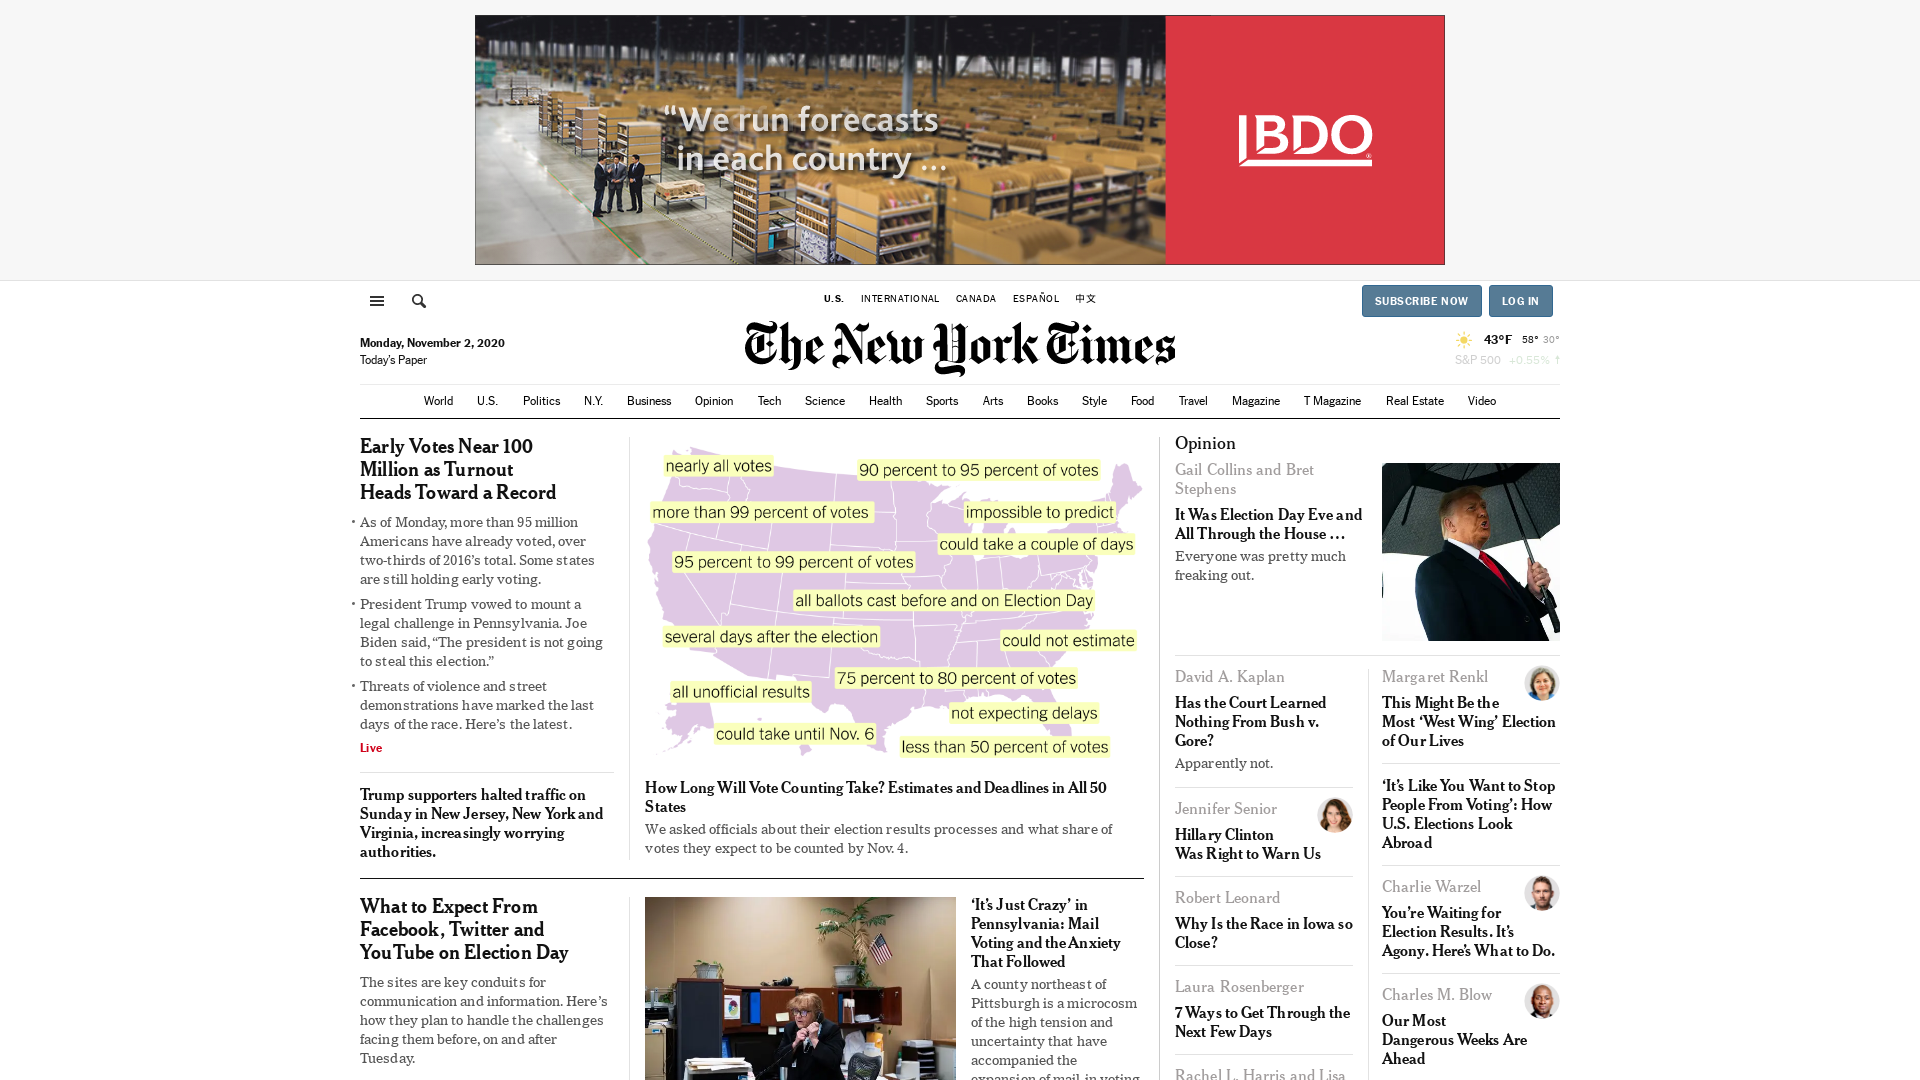 “We run forecasts
in each country ...
BDO
U.S. INTERNATIONAL CANADA ESPAÑOL 中文
SUBSCRIBE NOW LOG IN
Monday, November 2, 2020
Today’s Paper
The New York Times
43°F 58° 30°
S&P 500 +0.55% ↑
World U.S. Politics N.Y. Business Opinion Tech Science Health Sports Arts Books Style Food Travel Magazine T Magazine Real Estate Video
Early Votes Near 100
Million as Turnout
Heads Toward a Record
• As of Monday, more than 95 million
Americans have already voted, over
two-thirds of 2016’s total. Some states
are still holding early voting.
• President Trump vowed to mount a
legal challenge in Pennsylvania. Joe
Biden said, “The president is not going
to steal this election.”
• Threats of violence and street
demonstrations have marked the last
days of the race. Here’s the latest.
Live
Trump supporters halted traffic on
Sunday in New Jersey, New York and
Virginia, increasingly worrying
authorities.
nearly all votes
90 percent to 95 percent of votes
more than 99 percent of votes
impossible to predict
could take a couple of days
95 percent to 99 percent of votes
all ballots cast before and on Election Day
several days after the election
could not estimate
75 percent to 80 percent of votes
all unofficial results
not expecting delays
could take until Nov. 6
less than 50 percent of votes
How Long Will Vote Counting Take? Estimates and Deadlines in All 50
States
We asked officials about their election results processes and what share of
votes they expect to be counted by Nov. 4.
What to Expect From
Facebook, Twitter and
YouTube on Election Day
The sites are key conduits for
communication and information. Here’s
how they plan to handle the challenges
facing them before, on and after
Tuesday.
‘It’s Just Crazy’ in
Pennsylvania: Mail
Voting and the Anxiety
That Followed
A county northeast of
Pittsburgh is a microcosm
of the high tension and
uncertainty that have
accompanied the
expansion of mail-in voting
Opinion
Gail Collins and Bret
Stephens
It Was Election Day Eve and
All Through the House …
Everyone was pretty much
freaking out.
David A. Kaplan
Has the Court Learned
Nothing From Bush v.
Gore?
Apparently not.
Jennifer Senior
Hillary Clinton
Was Right to Warn Us
Robert Leonard
Why Is the Race in Iowa so
Close?
Laura Rosenberger
7 Ways to Get Through the
Next Few Days
Rachel L. Harris and Lisa
Margaret Renkl
This Might Be the
Most ‘West Wing’ Election
of Our Lives
‘It’s Like You Want to Stop
People From Voting’: How
U.S. Elections Look
Abroad
Charlie Warzel
You’re Waiting for
Election Results. It’s
Agony. Here’s What to Do.
Charles M. Blow
Our Most
Dangerous Weeks Are
Ahead